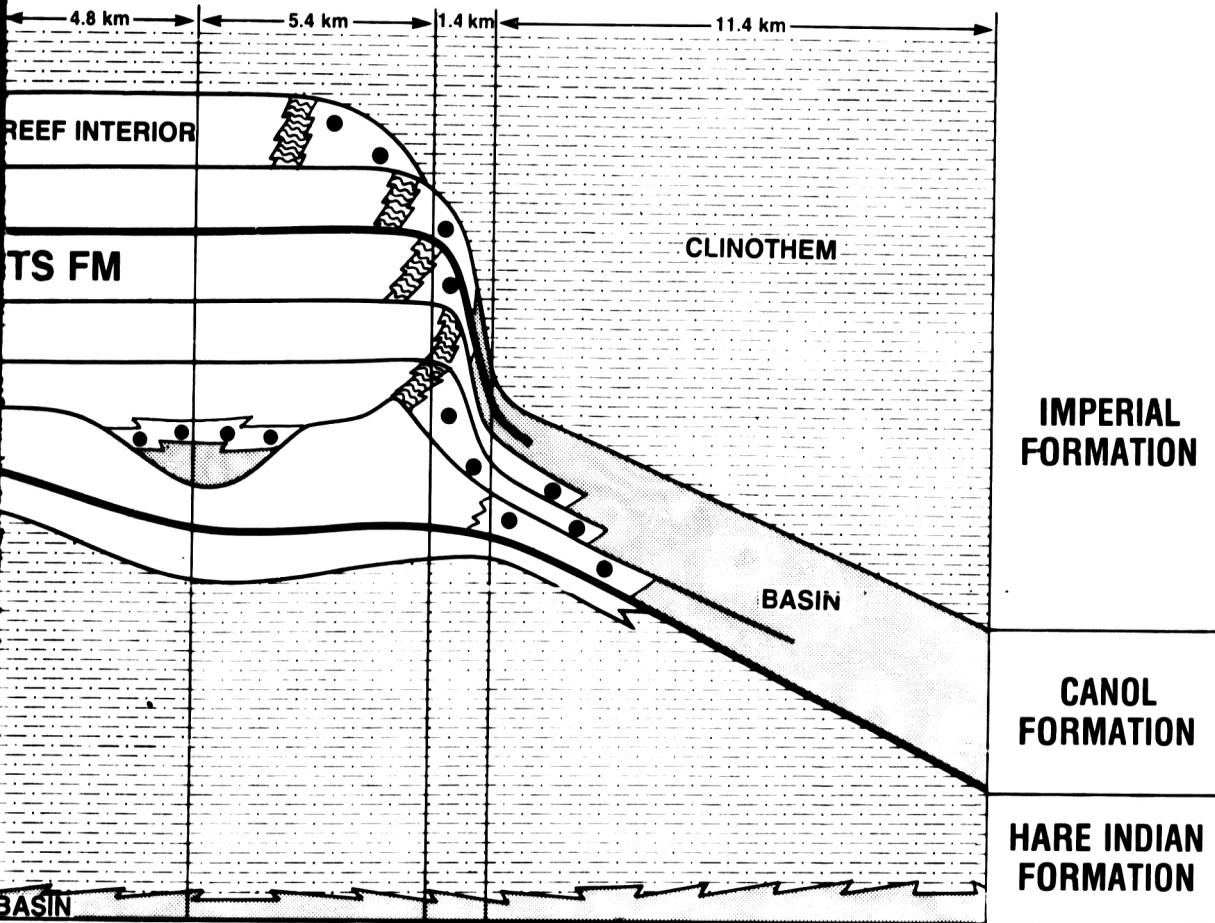 4.8 km
5.4 km
1.4 km
11.4 km
REEF INTERIOR
TS FM
CLINOTHEM
IMPERIAL
FORMATION
BASIN
CANOL
FORMATION
HARE INDIAN
FORMATION
BASIN